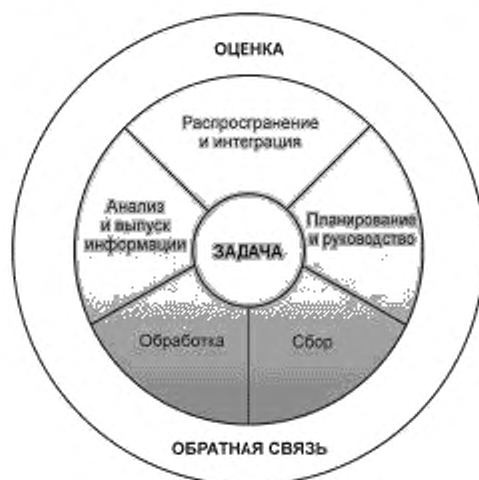 ОЦЕНКА
Распространение
и интеграция
Анализ
и выпуск
информации
Планирование
и руководство
ЗАДАЧА
Обработка
Сбор
ОБРАТНАЯ СВЯЗЬ